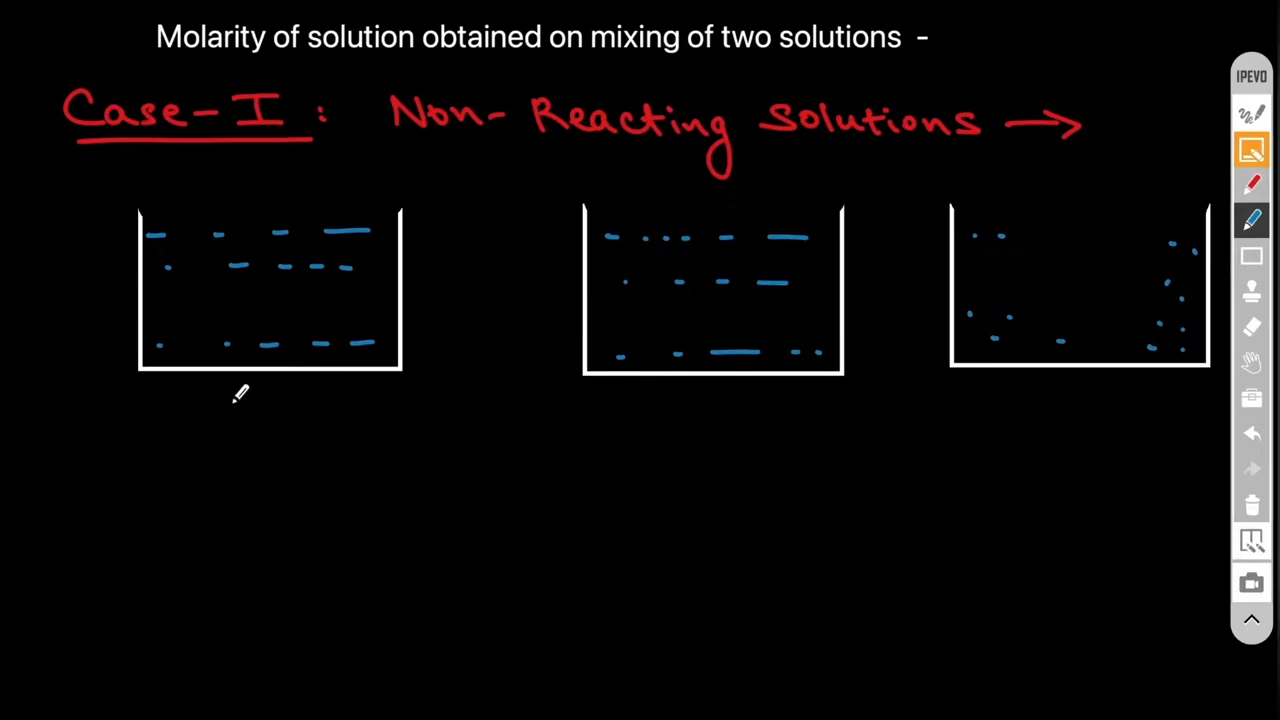 Molarity of solution obtained on mixing of two solutions -
Case-I : Non-Reacting solutions →
IPEVO